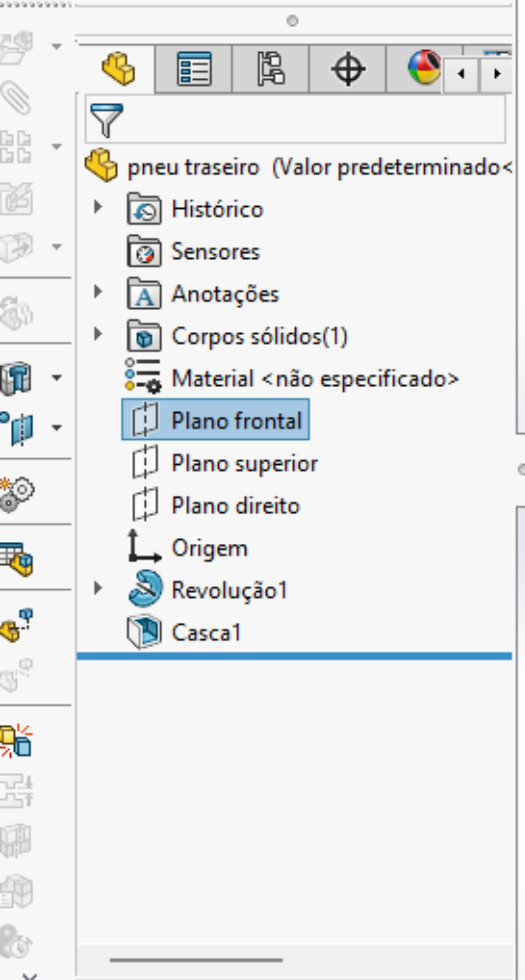 pneu traseiro (Valor predeterminado<
Histórico
Sensores
Anotações
Corpos sólidos(1)
Material <não especificado>
Plano frontal
Plano superior
Plano direito
Origem
Revolução1
Casca1